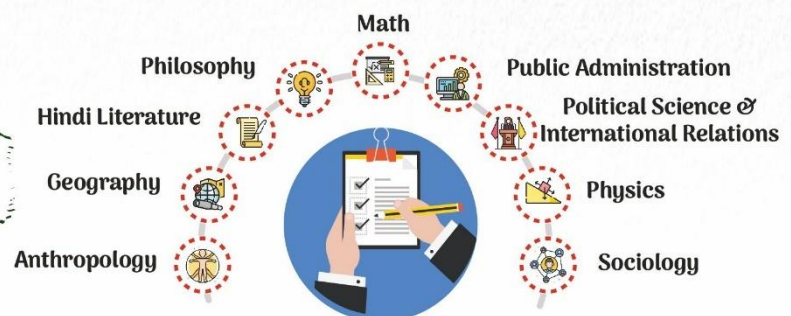 Math
Philosophy
Public Administration
Hindi Literature
Political Science &
International Relations
Geography
Physics
Anthropology
Sociology